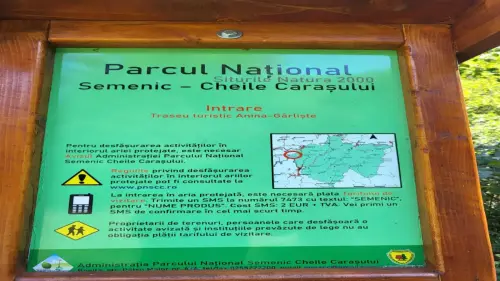 Parcul Național
Siturile Natura 2000
Semenic - Cheile Carașului
Intrare
Traseu turistic Anina-Gârliște
Pentru desfășurarea activităților în
interiorul ariei protejate, este necesar
Avizul Administrației Parcului Național
Semenic Cheile Carașului.
Regulile privind desfășurarea
activităților în interiorul ariilor
protejate pot fi consultate la
www.pnscc.ro
La intrarea în aria protejată, este necesară plata
vizitare. Trimite un SMS la numărul 7473 cu textul: "SEMENIC,
pentru "NUME PRODUS". Cost SMS: 2 EUR + TVA. Vei primi un
SMS de confirmare în cel mai scurt timp.
Proprietarii de terenuri, persoanele care desfășoară o
activitate avizată și instituțiile prevăzute de lege nu au
obligația plății tarifului de vizitare.
Administrația Parcului Național Semenic Cheile Carașului